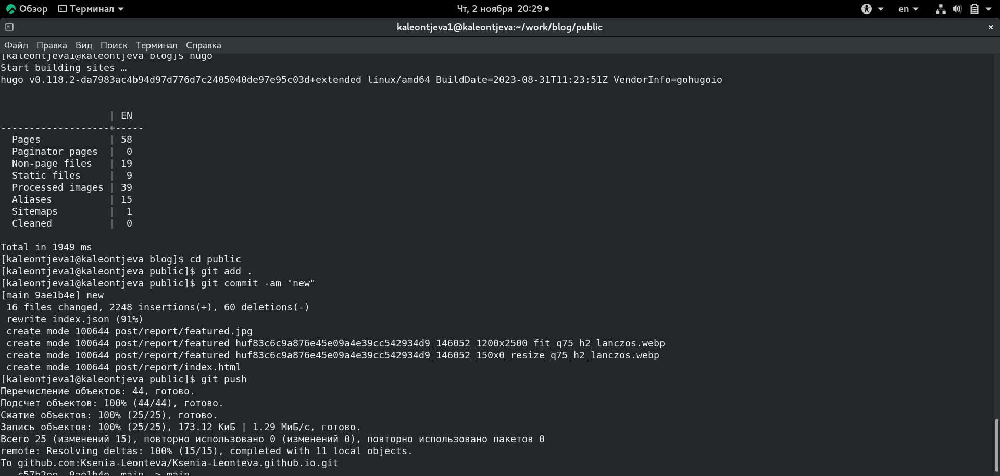 Обзор Терминал Чт, 2 ноября 20:29 en
kaleontjeva1@kaleontjeva:~/work/blog/public
Файл Правка Вид Поиск Терминал Справка
[kaleontjeva1@kaleontjeva blog]$ hugo
Start building sites …
hugo v0.118.2-da7983ac4b94d97d776d7c2405040de97e95c03d+extended linux/amd64 BuildDate=2023-08-31T11:23:51Z VendorInfo=gohugoio
                   | EN
-------------------+-----
  Pages            | 58
  Paginator pages  |  0
  Non-page files   | 19
  Static files     |  9
  Processed images | 39
  Aliases          | 15
  Sitemaps         |  1
  Cleaned          |  0
Total in 1949 ms
[kaleontjeva1@kaleontjeva blog]$ cd public
[kaleontjeva1@kaleontjeva public]$ git add .
[kaleontjeva1@kaleontjeva public]$ git commit -am "new"
[main 9ae1b4e] new
 16 files changed, 2248 insertions(+), 60 deletions(-)
 rewrite index.json (91%)
 create mode 100644 post/report/featured.jpg
 create mode 100644 post/report/featured_huf83c6c9a876e45e09a4e39cc542934d9_146052_1200x2500_fit_q75_h2_lanczos.webp
 create mode 100644 post/report/featured_huf83c6c9a876e45e09a4e39cc542934d9_146052_150x0_resize_q75_h2_lanczos.webp
 create mode 100644 post/report/index.html
[kaleontjeva1@kaleontjeva public]$ git push
Перечисление объектов: 44, готово.
Подсчет объектов: 100% (44/44), готово.
Сжатие объектов: 100% (25/25), готово.
Запись объектов: 100% (25/25), 173.12 КиБ | 1.29 МиБ/с, готово.
Всего 25 (изменений 15), повторно использовано 0 (изменений 0), повторно использовано пакетов 0
remote: Resolving deltas: 100% (15/15), completed with 11 local objects.
To github.com:Ksenia-Leonteva/Ksenia-Leonteva.github.io.git
   c57b2ee..9ae1b4e  main -> main